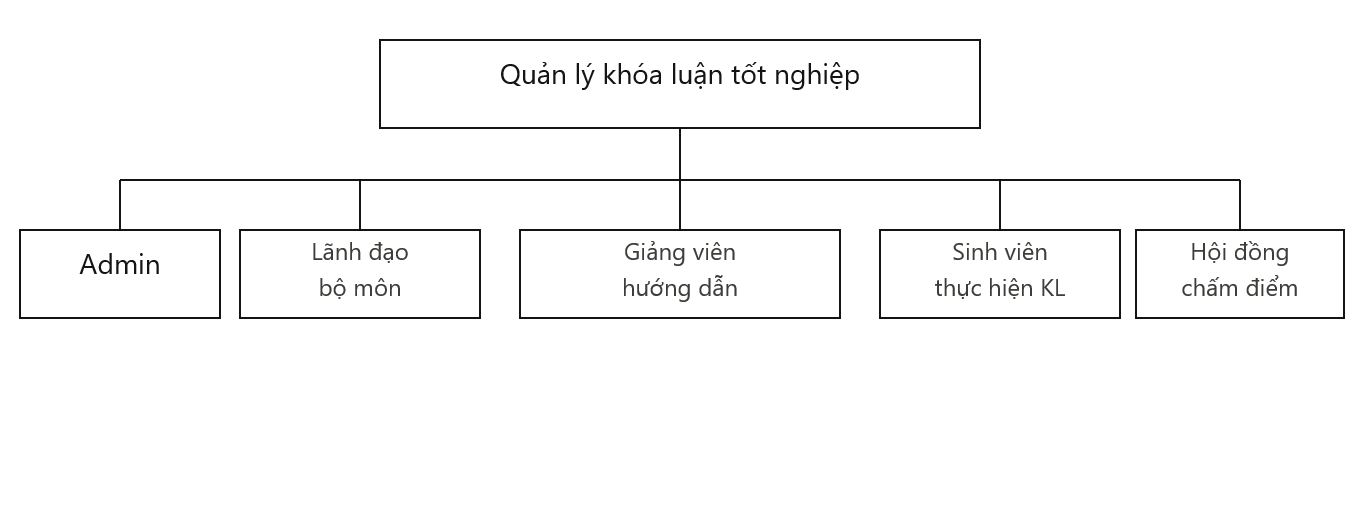 Quản lý khóa luận tốt nghiệp
Admin
Lãnh đạo
bộ môn
Giảng viên
hướng dẫn
Sinh viên
thực hiện KL
Hội đồng
chấm điểm